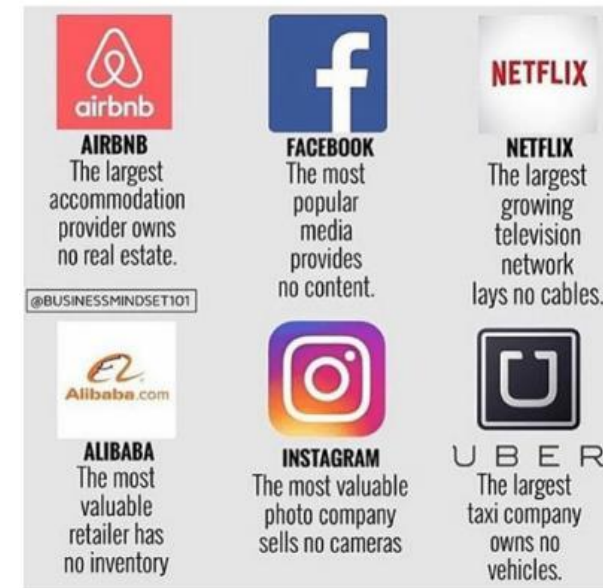 airbnb
AIRBNB
The largest
accommodation
provider owns
no real estate.
f
FACEBOOK
The most
popular
media
provides
no content.
NETFLIX
NETFLIX
The largest
growing
television
network
lays no cables.
@BUSINESSMINDSET101
Alibaba.com
ALIBABA
The most
valuable
retailer has
no inventory
INSTAGRAM
The most valuable
photo company
sells no cameras
UBER
The largest
taxi company
owns no
vehicles.